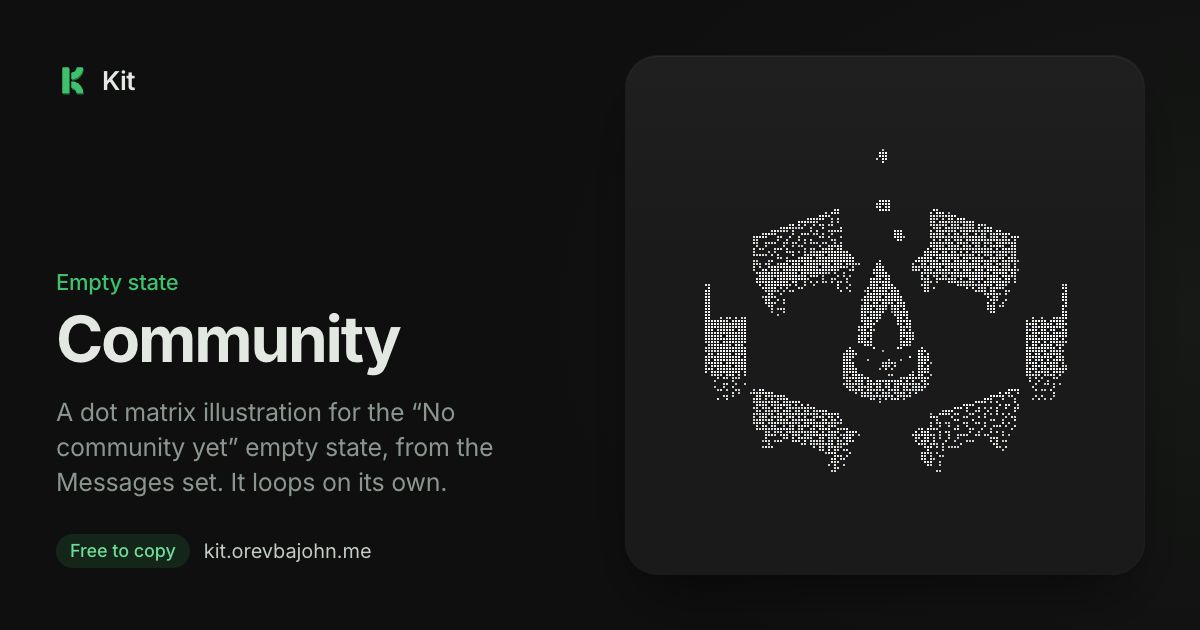 Kit
Empty state
Community
A dot matrix illustration for the “No
community yet” empty state, from the
Messages set. It loops on its own.
Free to copy
kit.orevbajohn.me